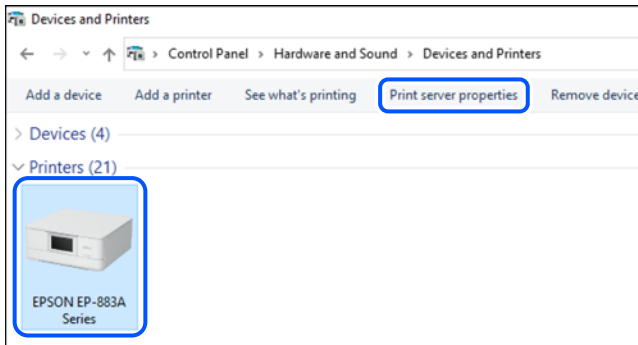 Devices and Printers
Control Panel > Hardware and Sound > Devices and Printers
Add a device Add a printer See what's printing Print server properties Remove device
Devices (4)
Printers (21)
EPSON EP-883A
Series